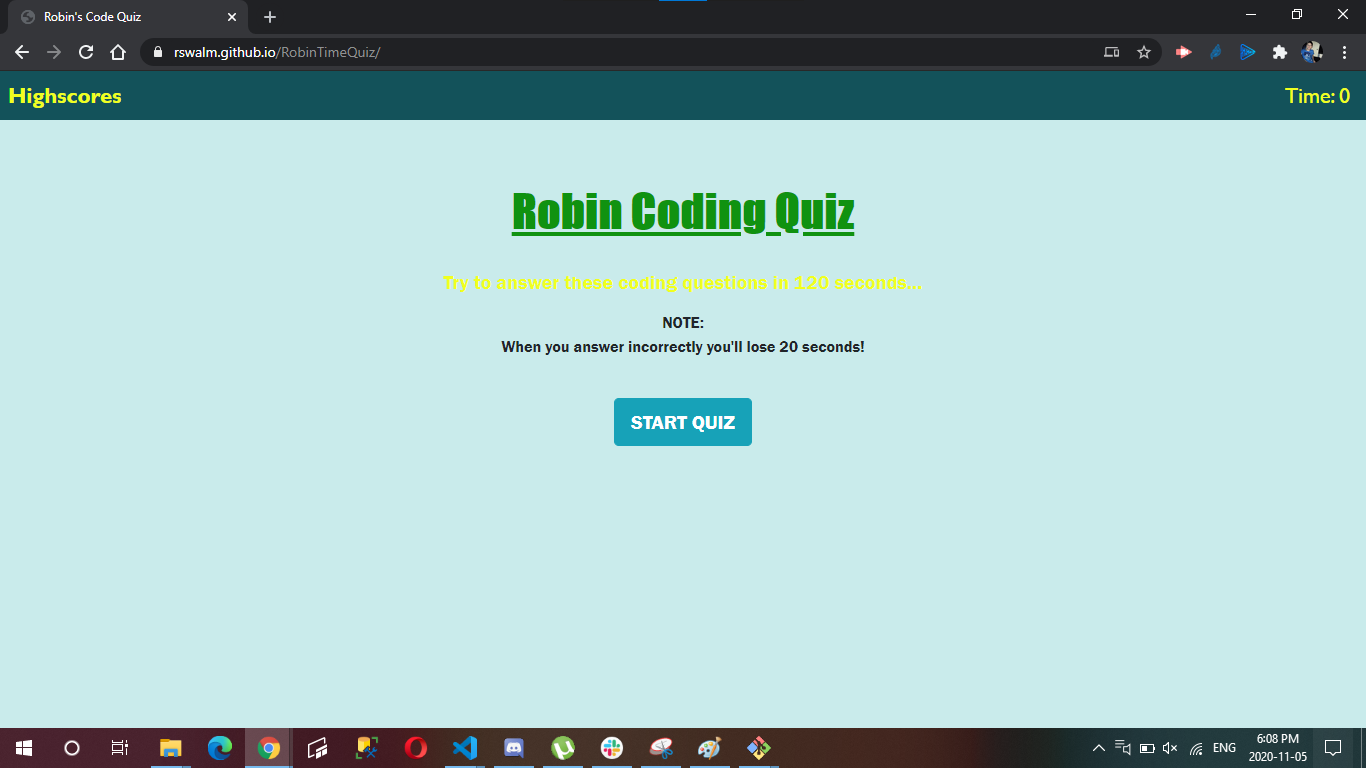 Robin's Code Quiz
rswalm.github.io/RobinTimeQuiz/
Highscores
Time: 0
Robin Coding Quiz
Try to answer these coding questions in 120 seconds...
NOTE:
When you answer incorrectly you'll lose 20 seconds!
START QUIZ
ENG
6:08 PM
2020-11-05